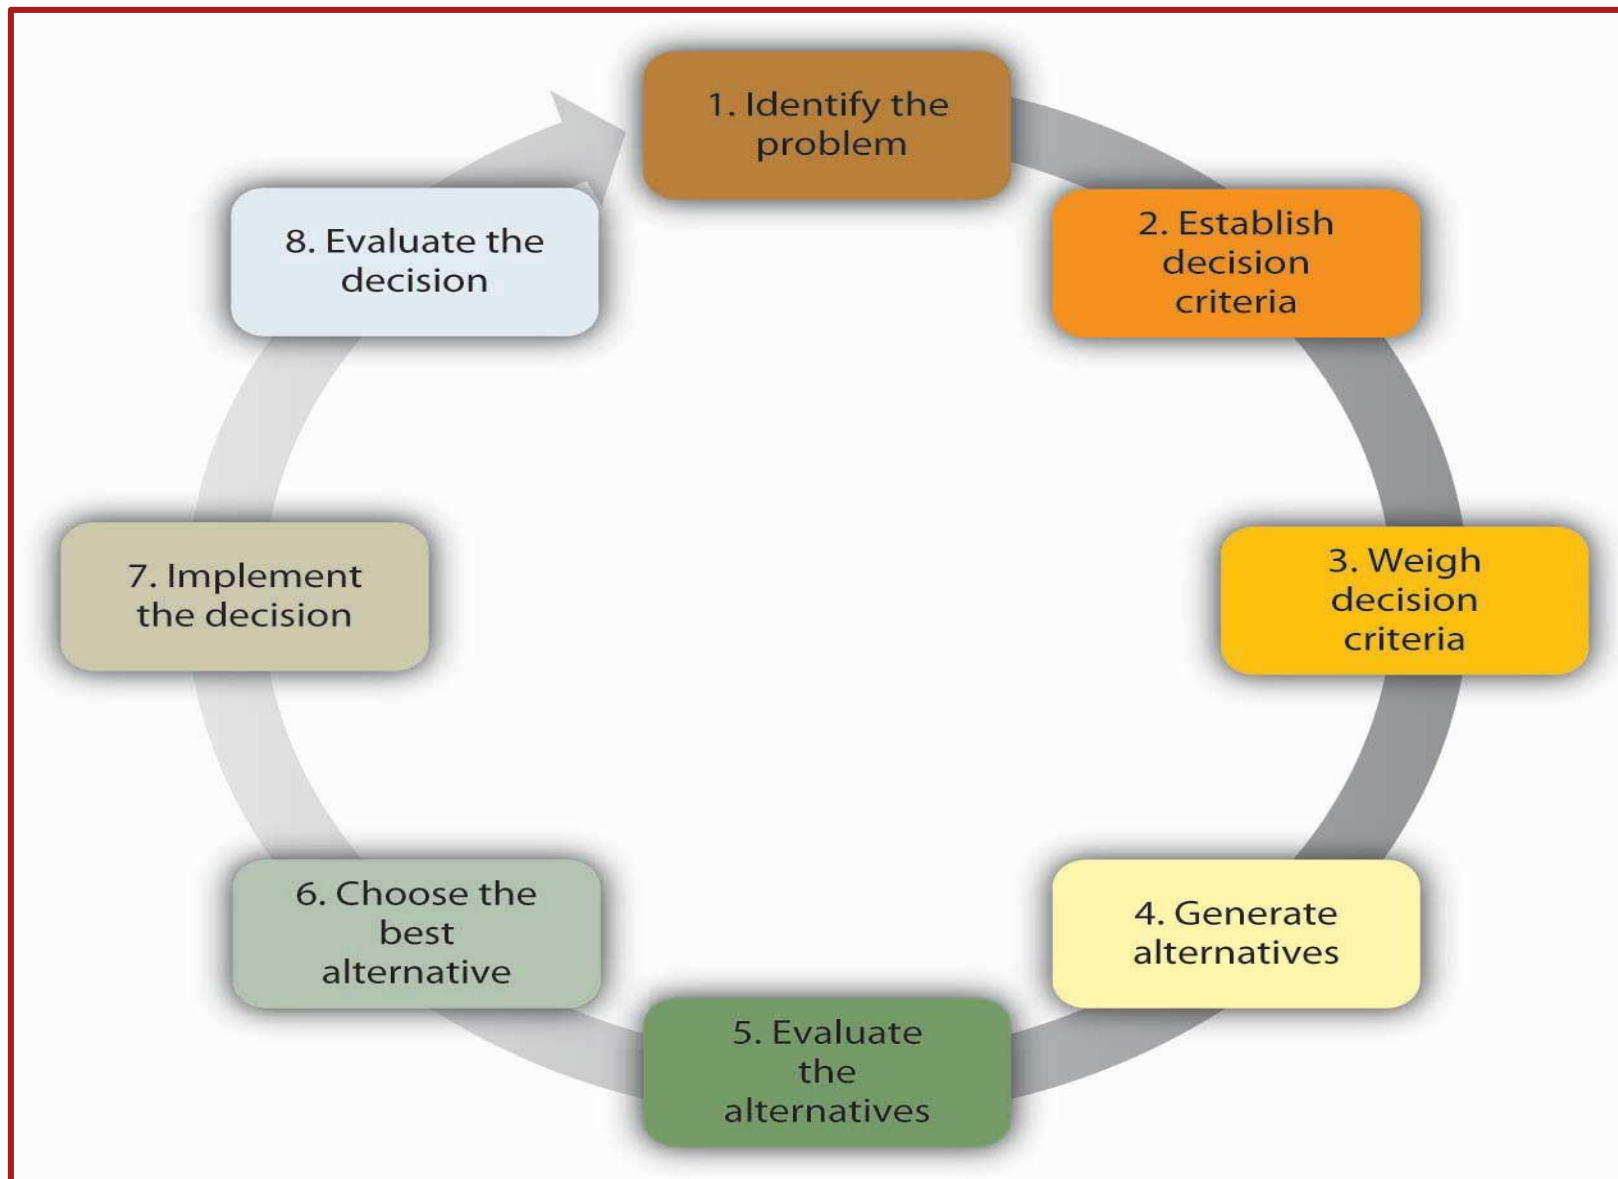 1. Identify the
problem
2. Establish
decision
criteria
3. Weigh
decision
criteria
4. Generate
alternatives
5. Evaluate
the
alternatives
6. Choose the
best
alternative
7. Implement
the decision
8. Evaluate the
decision